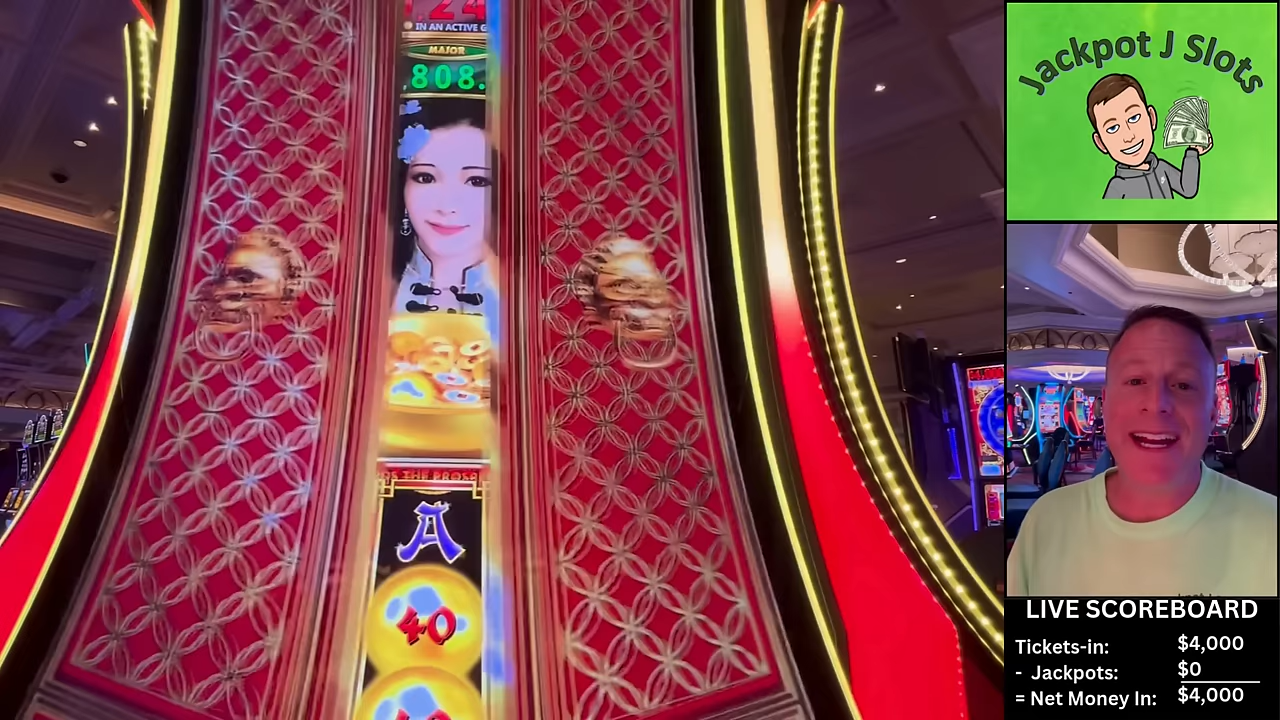 IN AN ACTIVE G
MAJOR
808.
A
40
Jackpot J Slots
LIVE SCOREBOARD
Tickets-in: $4,000
- Jackpots: $0
= Net Money In: $4,000